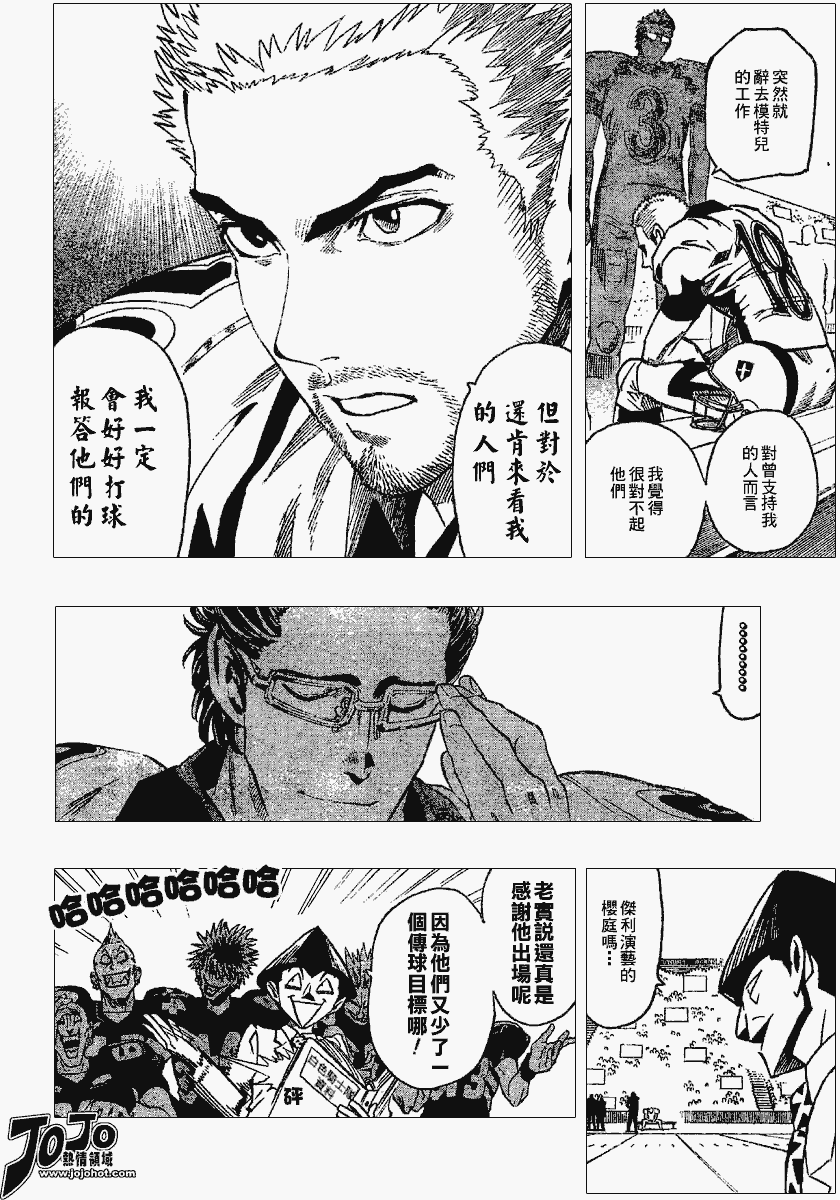 突然就
辭去模特兒
的工作
3
18
對曾支持我
的人而言
我覺得
很對不起
他們
但對於
還肯來看我
的人們
我一定
會好好打球
報答他們的
………
傑利演藝的
櫻庭嗎…
老實説還真是
感謝他出場呢
因為他們又少了一
個傳球目標哪！
哈哈哈哈哈哈
白色騎士隊
資料
砰
JOJO
熱情領域
www.jojohot.com